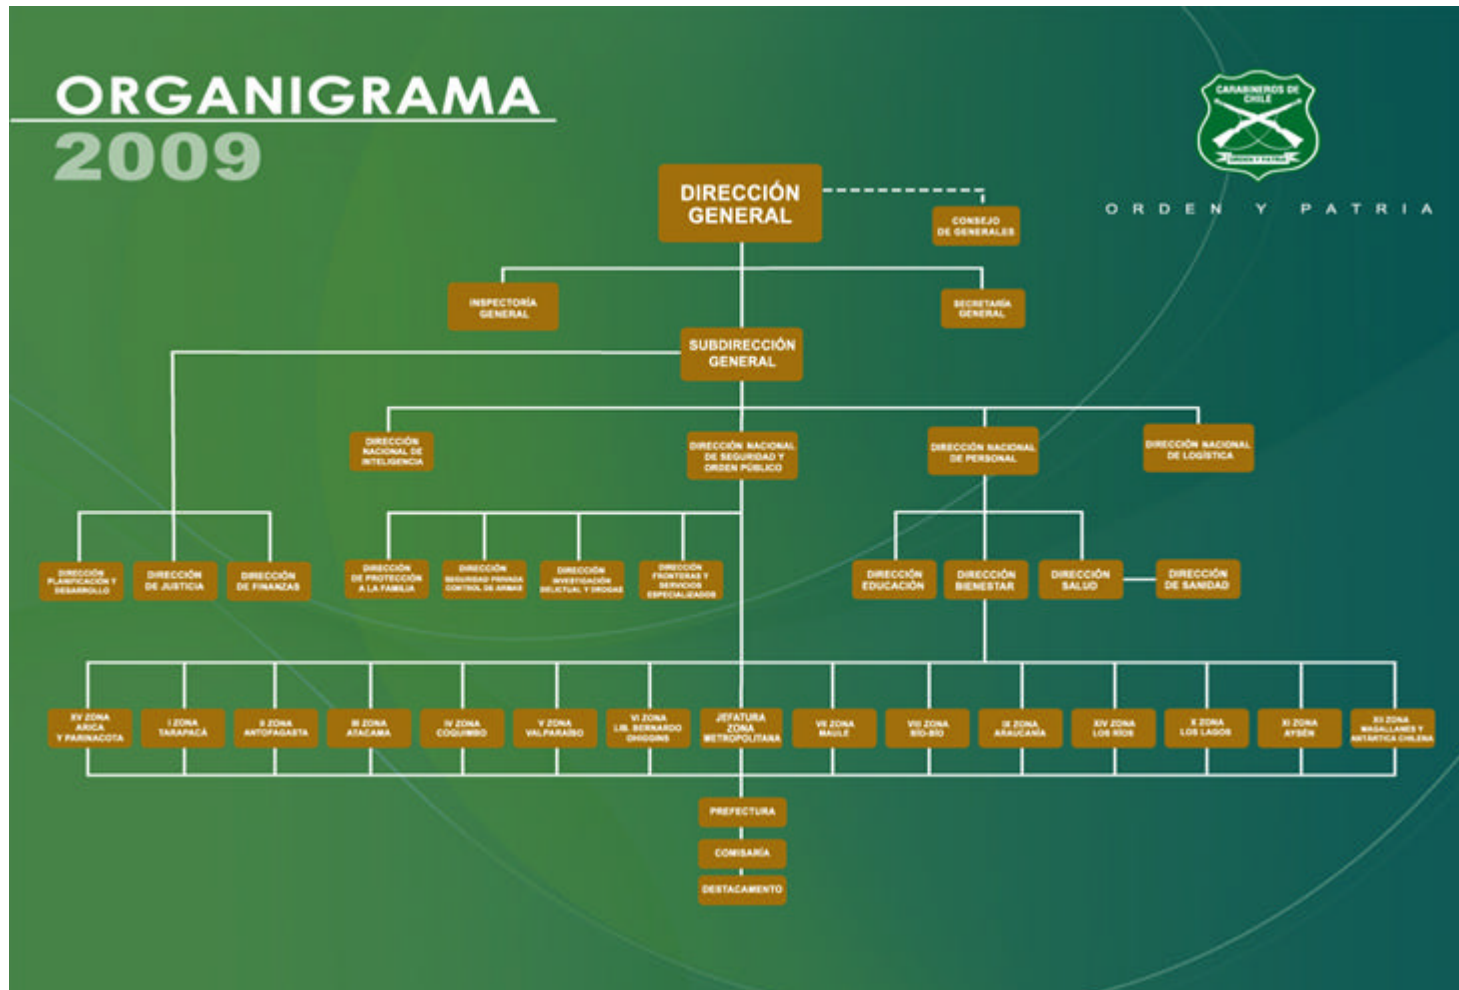 ORGANIGRAMA
2009
CARABINEROS DE
CHILE
ORDEN Y PATRIA
ORDEN Y PATRIA
DIRECCIÓN
GENERAL
CONSEJO
DE GENERALES
INSPECTORÍA
GENERAL
SECRETARÍA
GENERAL
SUBDIRECCIÓN
GENERAL
DIRECCIÓN
NACIONAL DE
INTELIGENCIA
DIRECCIÓN NACIONAL
DE SEGURIDAD Y
ORDEN PÚBLICO
DIRECCIÓN NACIONAL
DE PERSONAL
DIRECCIÓN NACIONAL
DE LOGÍSTICA
DIRECCIÓN
PLANIFICACIÓN Y
DESARROLLO
DIRECCIÓN
DE JUSTICIA
DIRECCIÓN
DE FINANZAS
DIRECCIÓN
DE PROTECCIÓN
A LA FAMILIA
DIRECCIÓN
SEGURIDAD PRIVADA
CONTROL DE ARMAS
DIRECCIÓN
INVESTIGACIÓN
DELICTUAL Y DROGAS
DIRECCIÓN
FRONTERAS Y
SERVICIOS
ESPECIALIZADOS
DIRECCIÓN
EDUCACIÓN
DIRECCIÓN
BIENESTAR
DIRECCIÓN
SALUD
DIRECCIÓN
DE SANIDAD
XV ZONA
ARICA
Y PARINACOTA
I ZONA
TARAPACÁ
II ZONA
ANTOFAGASTA
III ZONA
ATACAMA
IV ZONA
COQUIMBO
V ZONA
VALPARAÍSO
VI ZONA
LIB. BERNARDO
OHIGGINS
JEFATURA
ZONA
METROPOLITANA
VII ZONA
MAULE
VIII ZONA
BÍO-BÍO
IX ZONA
ARAUCANÍA
XIV ZONA
LOS RÍOS
X ZONA
LOS LAGOS
XI ZONA
AYSÉN
XII ZONA
MAGALLANES Y
ANTÁRTICA CHILENA
PREFECTURA
COMISARÍA
DESTACAMENTO